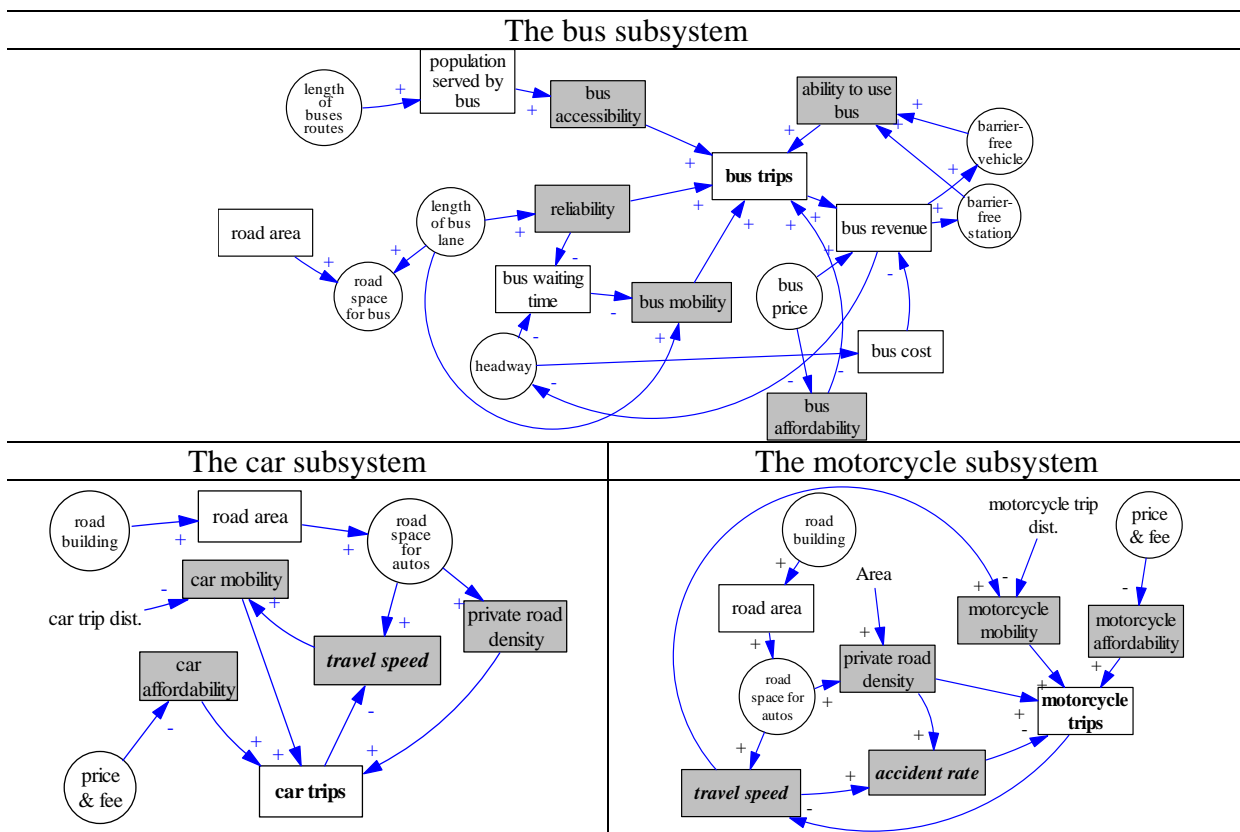 The bus subsystem
length
of
buses
routes
+
population
served by
bus
+
bus
accessibility
+
ability to use
bus
+
+
+
barrier-
free
vehicle
+
barrier-
free
station
+
bus trips
+
+
+
+
reliability
+
length
of bus
lane
+
road area
+
road
space
for bus
-
bus waiting
time
-
bus mobility
+
-
headway
-
bus
price
+
+
bus revenue
-
bus cost
-
-
bus
affordability
The car subsystem
road
building
+
road area
+
road
space
for
autos
car mobility
-
+
car trip dist.
+
+
private road
density
travel speed
car
affordability
-
-
+
+
+
price
& fee
car trips
The motorcycle subsystem
road
building
+
motorcycle trip
dist.
price
& fee
Area
road area
+
+
-
-
motorcycle
mobility
motorcycle
affordability
+
private road
density
road
space for
autos
+
+
+
+
-
motorcycle
trips
+
+
accident rate
travel speed
+
-